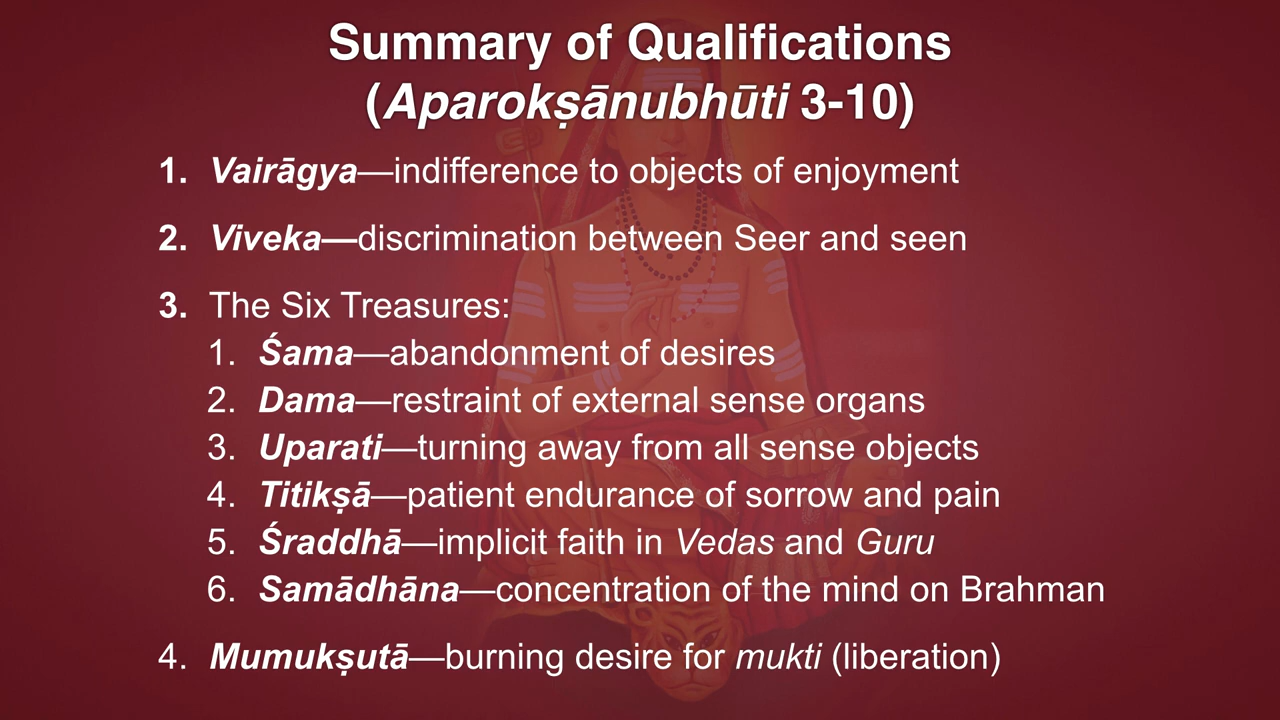 Summary of Qualifications
(Aparokṣānubhūti 3-10)
1. Vairāgya—indifference to objects of enjoyment
2. Viveka—discrimination between Seer and seen
3. The Six Treasures:
1. Śama—abandonment of desires
2. Dama—restraint of external sense organs
3. Uparati—turning away from all sense objects
4. Titikṣā—patient endurance of sorrow and pain
5. Śraddhā—implicit faith in Vedas and Guru
6. Samādhāna—concentration of the mind on Brahman
4. Mumukṣutā—burning desire for mukti (liberation)